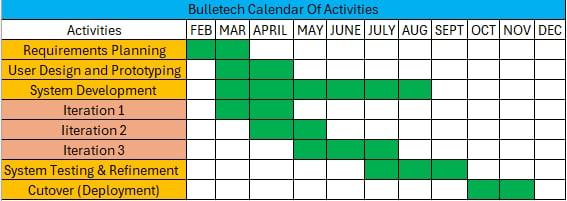 Bulletech Calendar Of Activities
Activities FEB MAR APRIL MAY JUNE JULY AUG SEPT OCT NOV DEC
Requirements Planning
User Design and Prototyping
System Development
Iteration 1
Iiteration 2
Iteration 3
System Testing & Refinement
Cutover (Deployment)